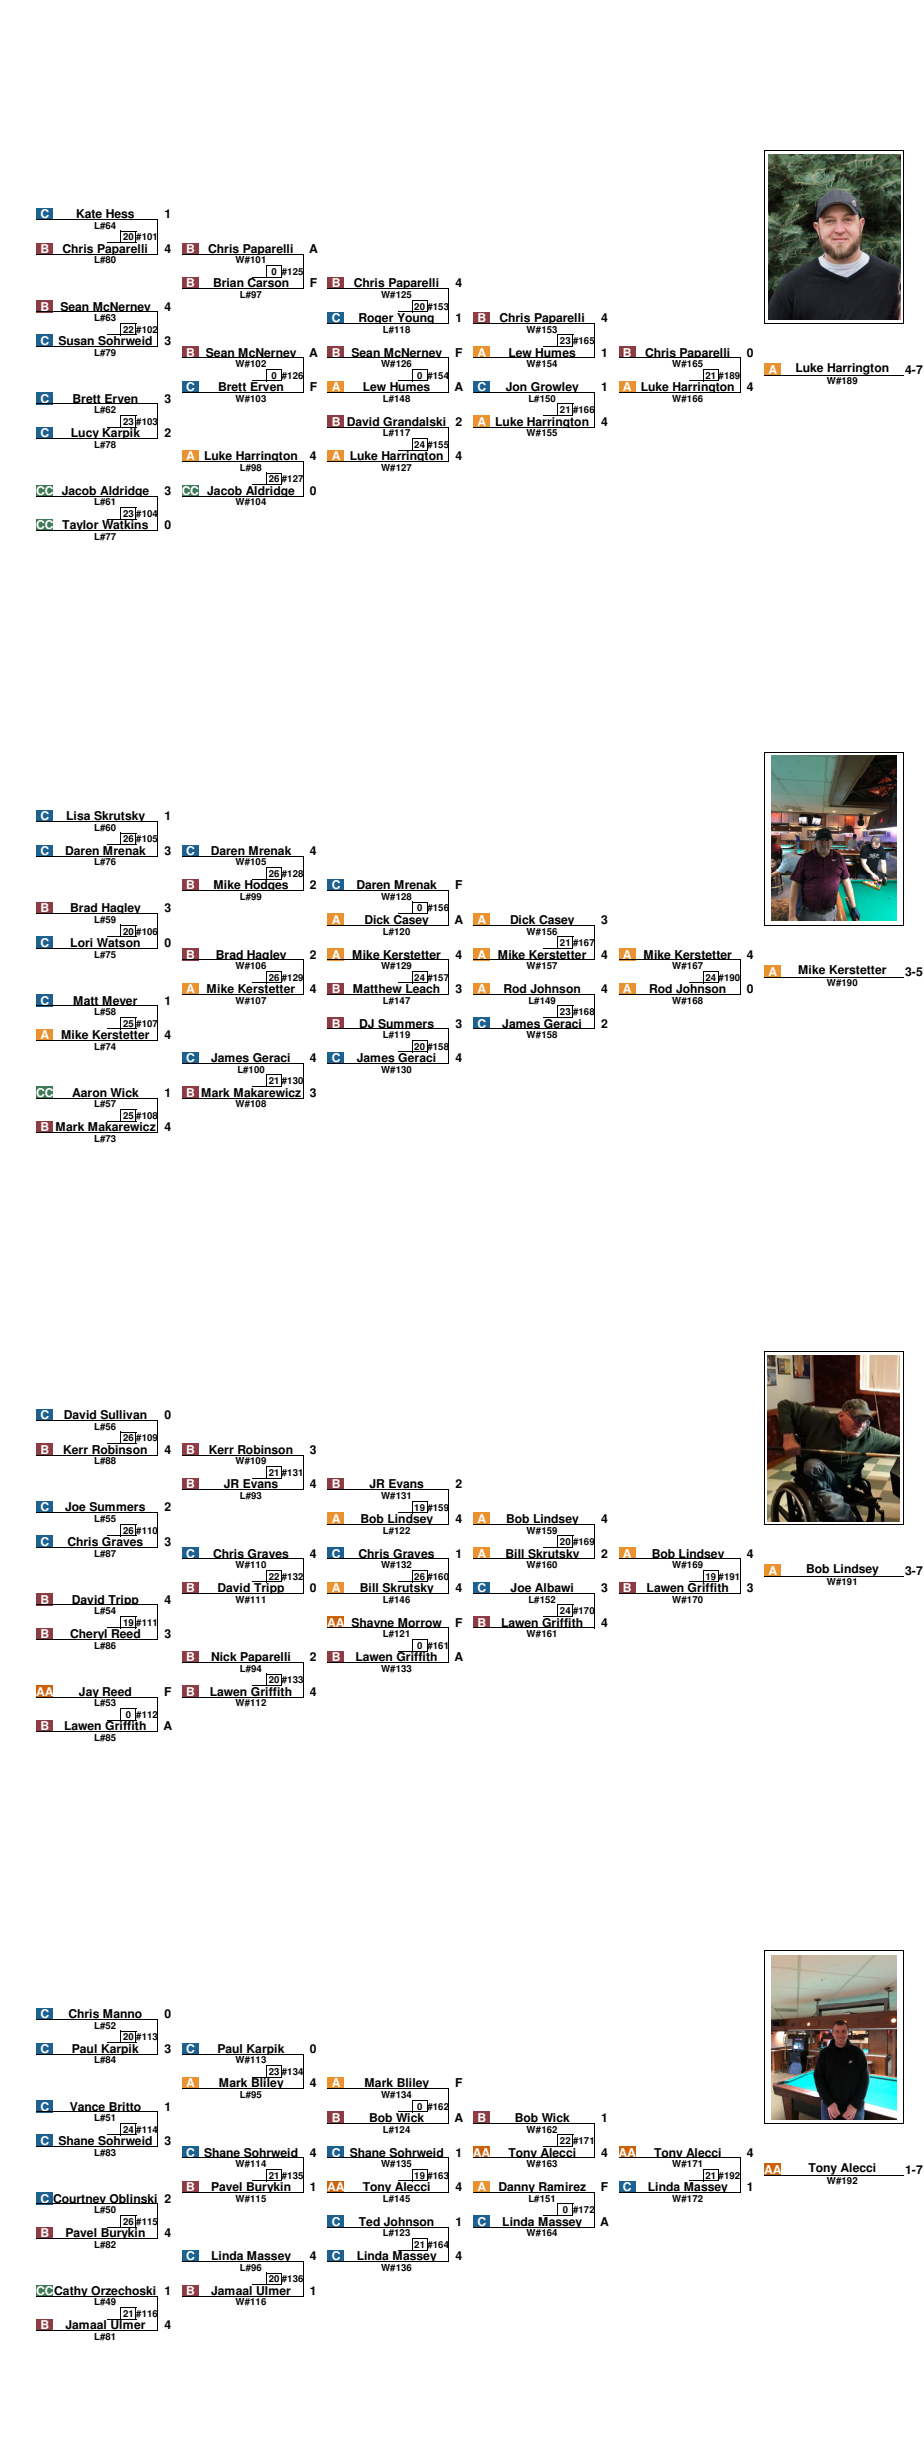 C Kate Hess 1
L#64
20 #101
B Chris Paparelli 4 B Chris Paparelli A
L#80 W#101
0 #125
B Brian Carson F B Chris Paparelli 4
L#97 W#125
B Sean McNerney 4 20 #153
L#63 C Roger Young 1 B Chris Paparelli 4
22 #102 L#118 W#153
C Susan Sohrweid 3 23 #165
L#79 B Sean McNerney A B Sean McNerney F A Lew Humes 1 B Chris Paparelli 0
W#102 W#126 W#154 W#165
0 #126 0 #154 21 #189 A Luke Harrington 4-7
W#189
C Brett Erven 3 C Brett Erven F A Lew Humes A C Jon Growley 1 A Luke Harrington 4
L#62 W#103 L#148 L#150 W#166
23 #103 21 #166
C Lucy Karpik 2 B David Grandalski 2 A Luke Harrington 4
L#78 L#117 W#155
24 #155
A Luke Harrington 4 A Luke Harrington 4
L#98 W#127
26 #127
C​C Jacob Aldridge 3 CC Jacob Aldridge 0
L#61 W#104
23 #104
CC Taylor Watkins 0
L#77
C Lisa Skrutsky 1
L#60
26 #105
C Daren Mrenak 3 C Daren Mrenak 4
L#76 W#105
26 #128
B Mike Hodges 2 C Daren Mrenak F
L#99 W#128
B Brad Hagley 3 0 #156
L#59 A Dick Casey A A Dick Casey 3
20 #106 L#120 W#156
C Lori Watson 0 21 #167
L#75 B Brad Hagley 2 A Mike Kerstetter 4 A Mike Kerstetter 4 A Mike Kerstetter 4
W#106 W#129 W#157 W#167
26 #129 24 #157 24 #190 A Mike Kerstetter 3-5
W#190
C Matt Meyer 1 A Mike Kerstetter 4 B Matthew Leach 3 A Rod Johnson 4 A Rod Johnson 0
L#58 W#107 L#147 L#149 W#168
25 #107 23 #168
A Mike Kerstetter 4 B DJ Summers 3 C James Geraci 2
L#74 L#119 W#158
20 #158
C James Geraci 4 C James Geraci 4
L#100 W#130
21 #130
CC Aaron Wick 1 B Mark Makarewicz 3
L#57 W#108
25 #108
B Mark Makarewicz 4
L#73
C David Sullivan 0
L#56
26 #109
B Kerr Robinson 4 B Kerr Robinson 3
L#88 W#109
21 #131
B JR Evans 4 B JR Evans 2
L#93 W#131
C Joe Summers 2 19 #159
L#55 A Bob Lindsey 4 A Bob Lindsey 4
26 #110 L#122 W#159
C Chris Graves 3 20 #169
L#87 C Chris Graves 4 C Chris Graves 1 A Bill Skrutsky 2 A Bob Lindsey 4
W#110 W#132 W#160 W#169
22 #132 26 #160 19 #191 A Bob Lindsey 3-7
W#191
B David Tripp 4 B David Tripp 0 A Bill Skrutsky 4 C Joe Albawi 3 B Lawen Griffith 3
L#54 W#111 L#146 L#152 W#170
19 #111 24 #170
B Cheryl Reed 3 AA Shayne Morrow F B Lawen Griffith 4
L#86 L#121 W#161
0 #161
B Nick Paparelli 2 B Lawen Griffith A
L#94 W#133
20 #133
AA Jay Reed F B Lawen Griffith 4
L#53 W#112
0 #112
B Lawen Griffith A
L#85
C Chris Manno 0
L#52
20 #113
C Paul Karpik 3 C Paul Karpik 0
L#84 W#113
23 #134
A Mark Bliley 4 A Mark Bliley F
L#95 W#134
C Vance Britto 1 0 #162
L#51 B Bob Wick A B Bob Wick 1
24 #114 L#124 W#162
C Shane Sohrweid 3 22 #171
L#83 C Shane Sohrweid 4 C Shane Sohrweid 1 AA Tony Alecci 4 AA Tony Alecci 4
W#114 W#135 W#163 W#171
21 #135 19 #163 21 #192 AA Tony Alecci 1-7
W#192
C Courtney Oblinski 2 B Pavel Burykin 1 AA Tony Alecci 4 A Danny Ramirez F C Linda Massey 1
L#50 W#115 L#145 L#151 W#172
26 #115 0 #172
B Pavel Burykin 4 C Ted Johnson 1 C Linda Massey A
L#82 L#123 W#164
21 #164
C Linda Massey 4 C Linda Massey 4
L#96 W#136
20 #136
CC Cathy Orzechoski 1 B Jamaal Ulmer 1
L#49 W#116
21 #116
B Jamaal Ulmer 4
L#81